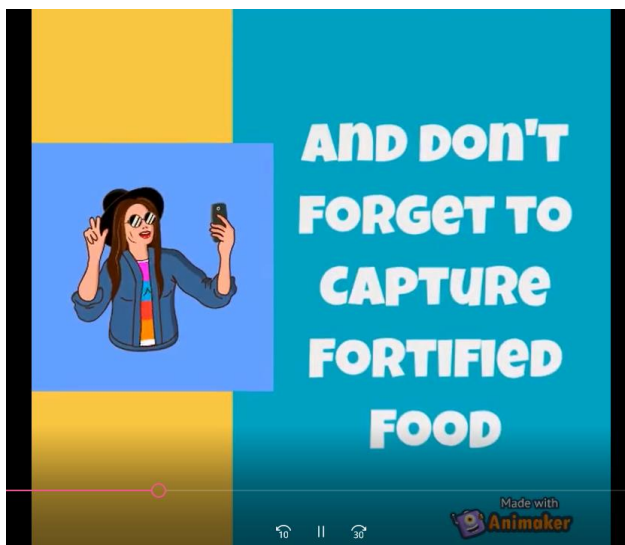 AnD DOn'T
FORGeT TO
CAPTURe
FORTIFIeD
FOOD
Made with
Animaker
10
30